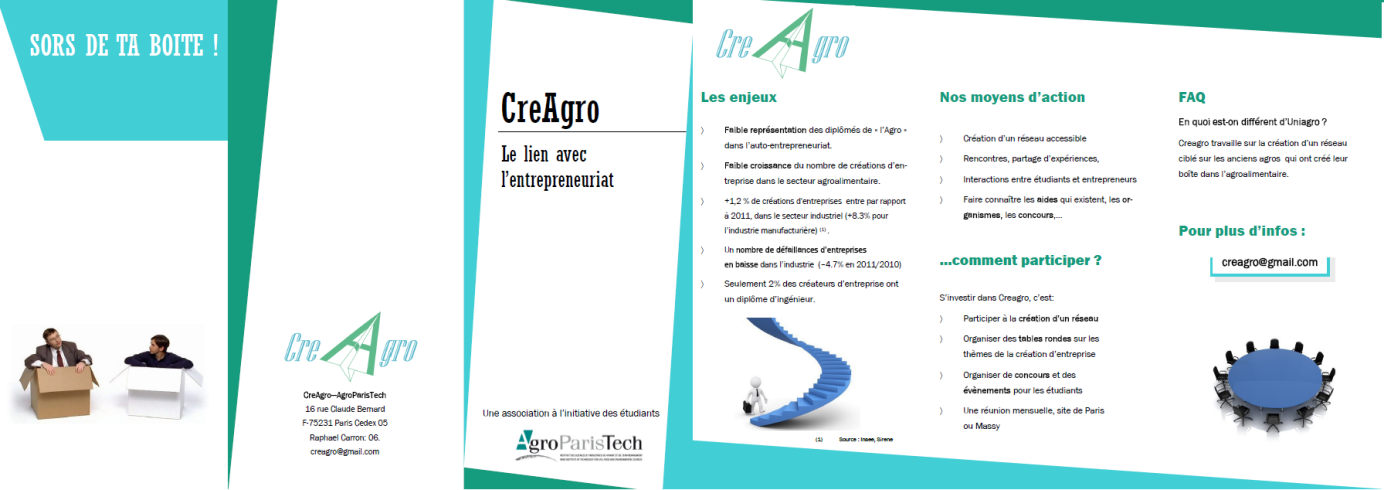 SORS DE TA BOITE !
Cre Agro
CreAgro—AgroParisTech
16 rue Claude Bernard
F-75231 Paris Cedex 05
Raphael Carron: 06.
creagro@gmail.com
CreAgro
Le lien avec
l'entrepreneuriat
Une association à l'initiative des étudiants
AgroParisTech
Cre Agro
Les enjeux
〉 Faible représentation des diplômés de « l'Agro »
dans l'auto-entrepreneuriat.
〉 Faible croissance du nombre de créations d'en-
treprise dans le secteur agroalimentaire.
〉 +1,2 % de créations d'entreprises entre par rapport
à 2011, dans le secteur industriel (+8.3% pour
l'industrie manufacturière) (1) .
〉 Un nombre de défaillances d'entreprises
en baisse dans l'industrie (−4.7% en 2011/2010)
〉 Seulement 2% des créateurs d'entreprise ont
un diplôme d'ingénieur.
(1) Source : Insee, Sirene
Nos moyens d'action
〉 Création d'un réseau accessible
〉 Rencontres, partage d'expériences,
〉 Interactions entre étudiants et entrepreneurs
〉 Faire connaître les aides qui existent, les or-
ganismes, les concours,...
...comment participer ?
S'investir dans Creagro, c'est:
〉 Participer à la création d'un réseau
〉 Organiser des tables rondes sur les
thèmes de la création d'entreprise
〉 Organiser de concours et des
évènements pour les étudiants
〉 Une réunion mensuelle, site de Paris
ou Massy
FAQ
En quoi est-on différent d'Uniagro ?
Creagro travaille sur la création d'un réseau
ciblé sur les anciens agros qui ont créé leur
boîte dans l'agroalimentaire.
Pour plus d'infos :
creagro@gmail.com